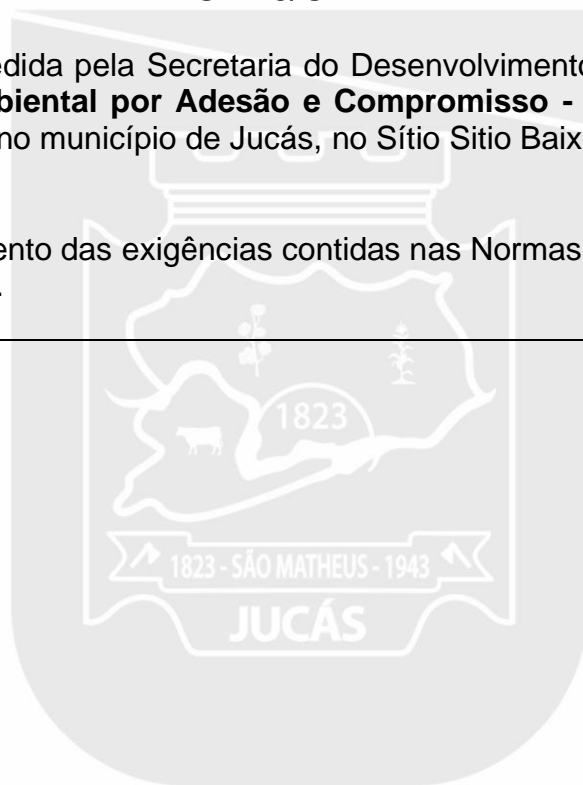 edida pela Secretaria do Desenvolvimento
biental por Adesão e Compromisso -
no município de Jucás, no Sítio Sitio Baix
ento das exigências contidas nas Normas
.
1823
1823 - SÃO MATHEUS - 1943
JUCÁS